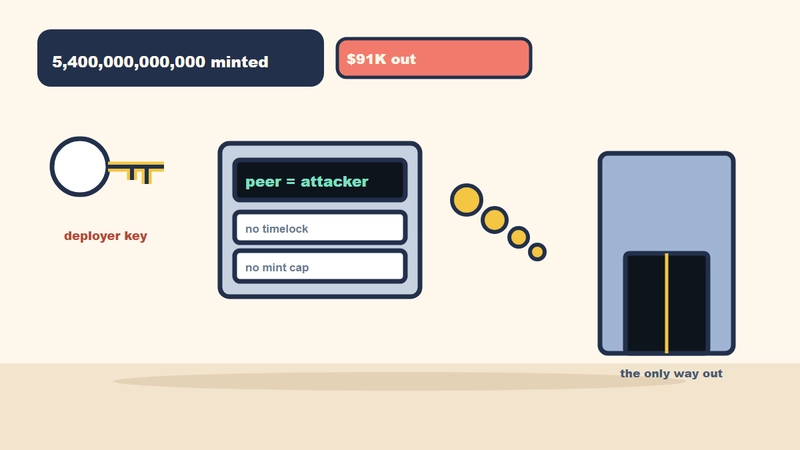 5,400,000,000,000 minted
$91K out
deployer key
peer = attacker
no timelock
no mint cap
the only way out